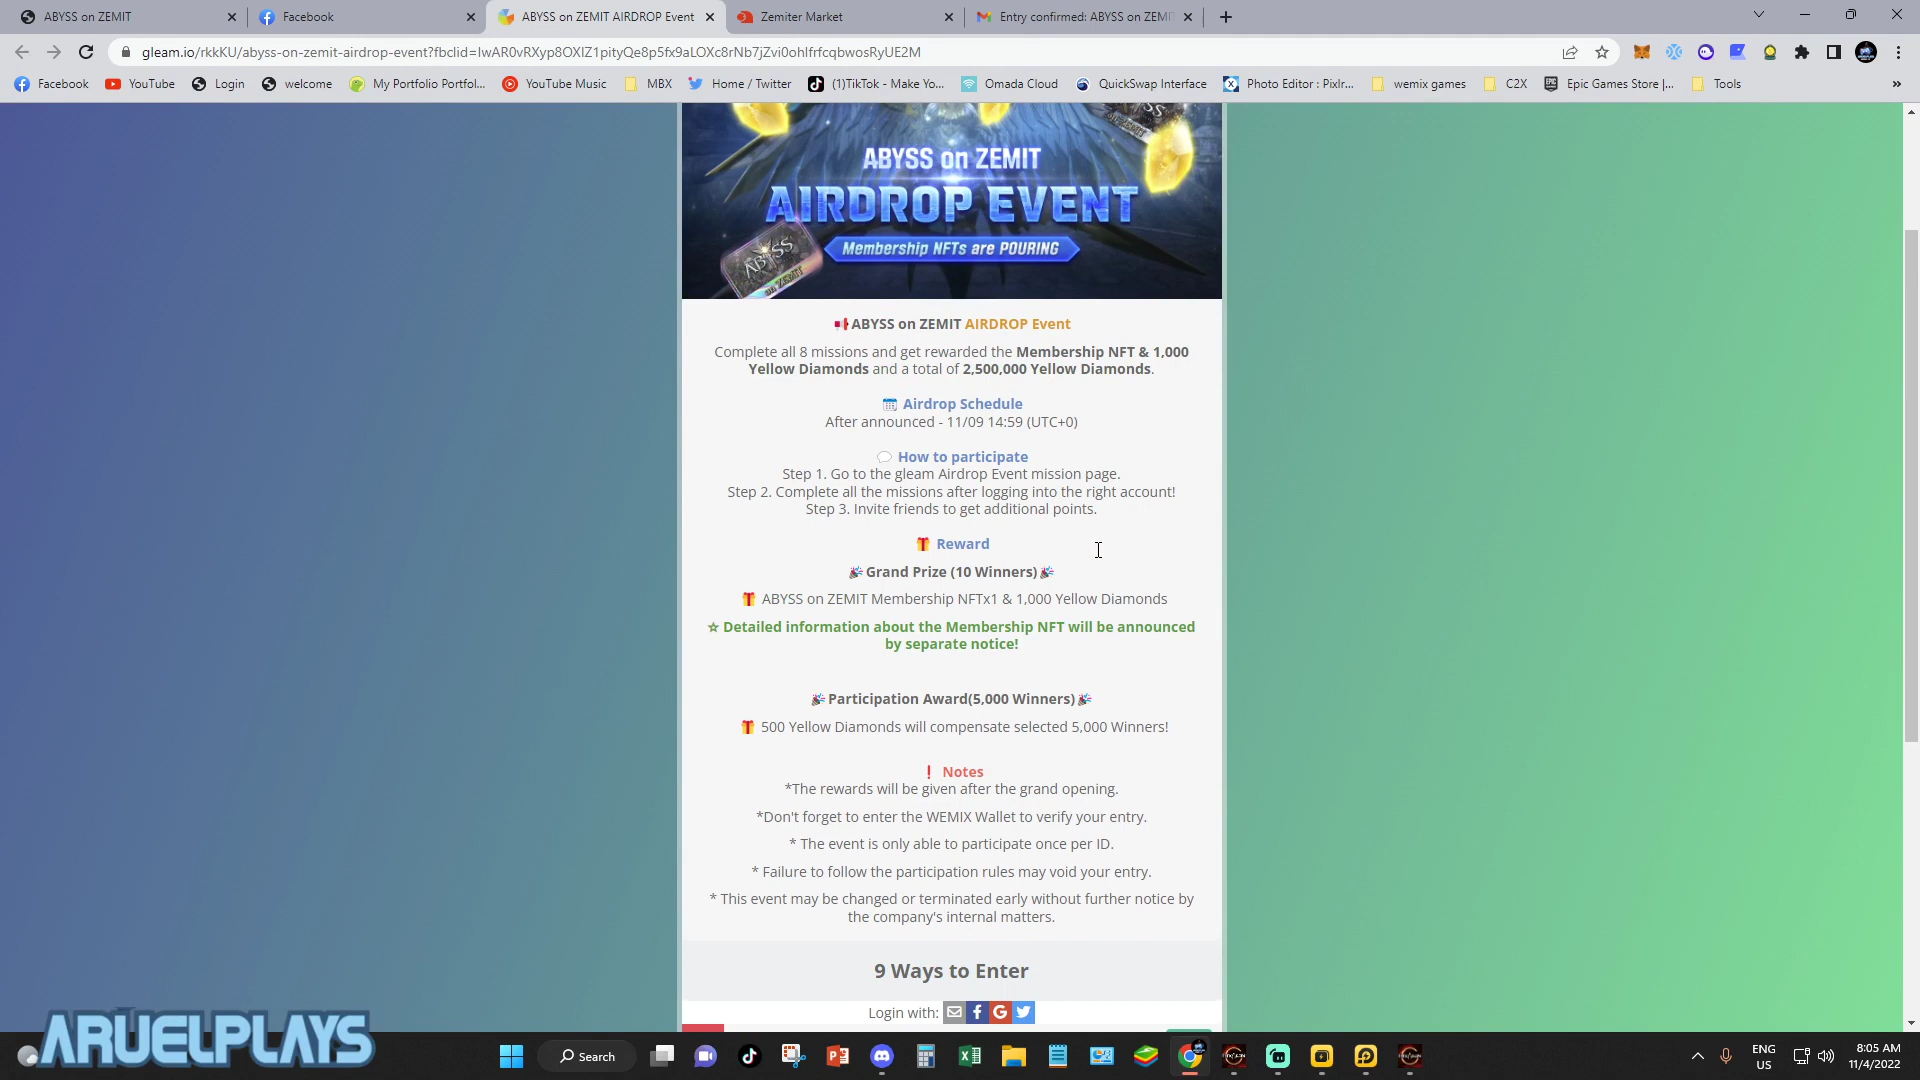 ABYSS on ZEMIT
Facebook
ABYSS on ZEMIT AIRDROP Event
Zemiter Market
Entry confirmed: ABYSS on ZEMIT
gleam.io/rkkKU/abyss-on-zemit-airdrop-event?fbclid=IwAR0vRXyp8OXIZ1pityQe8p5fx9aLOXc8rNb7jZvi0ohlfrfcqbwosRyUE2M
Facebook
YouTube
Login
welcome
My Portfolio Portfol...
YouTube Music
MBX
Home / Twitter
(1)TikTok - Make Yo...
Omada Cloud
QuickSwap Interface
Photo Editor : Pixlr...
wemix games
C2X
Epic Games Store |...
Tools
»
ABYSS on ZEMIT
AIRDROP EVENT
Membership NFTs are POURING
ABYSS
on ZEMIT
ABYSS on ZEMIT AIRDROP Event
Complete all 8 missions and get rewarded the Membership NFT & 1,000
Yellow Diamonds and a total of 2,500,000 Yellow Diamonds.
Airdrop Schedule
After announced - 11/09 14:59 (UTC+0)
How to participate
Step 1. Go to the gleam Airdrop Event mission page.
Step 2. Complete all the missions after logging into the right account!
Step 3. Invite friends to get additional points.
Reward
Grand Prize (10 Winners)
ABYSS on ZEMIT Membership NFTx1 & 1,000 Yellow Diamonds
☆ Detailed information about the Membership NFT will be announced
by separate notice!
Participation Award(5,000 Winners)
500 Yellow Diamonds will compensate selected 5,000 Winners!
❗ Notes
*The rewards will be given after the grand opening.
*Don't forget to enter the WEMIX Wallet to verify your entry.
* The event is only able to participate once per ID.
* Failure to follow the participation rules may void your entry.
* This event may be changed or terminated early without further notice by
the company's internal matters.
9 Ways to Enter
Login with:
ARUELPLAYS
Search
ENG
US
8:05 AM
11/4/2022